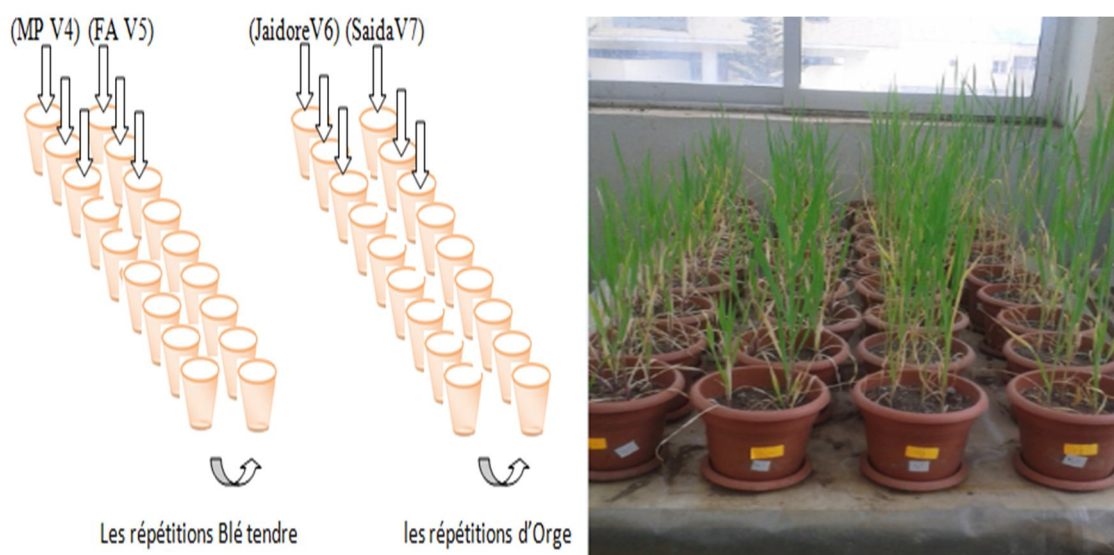 (MP V4) (FA V5) (JaidoreV6) (SaidaV7)
Les répétitions Blé tendre
les répétitions d'Orge